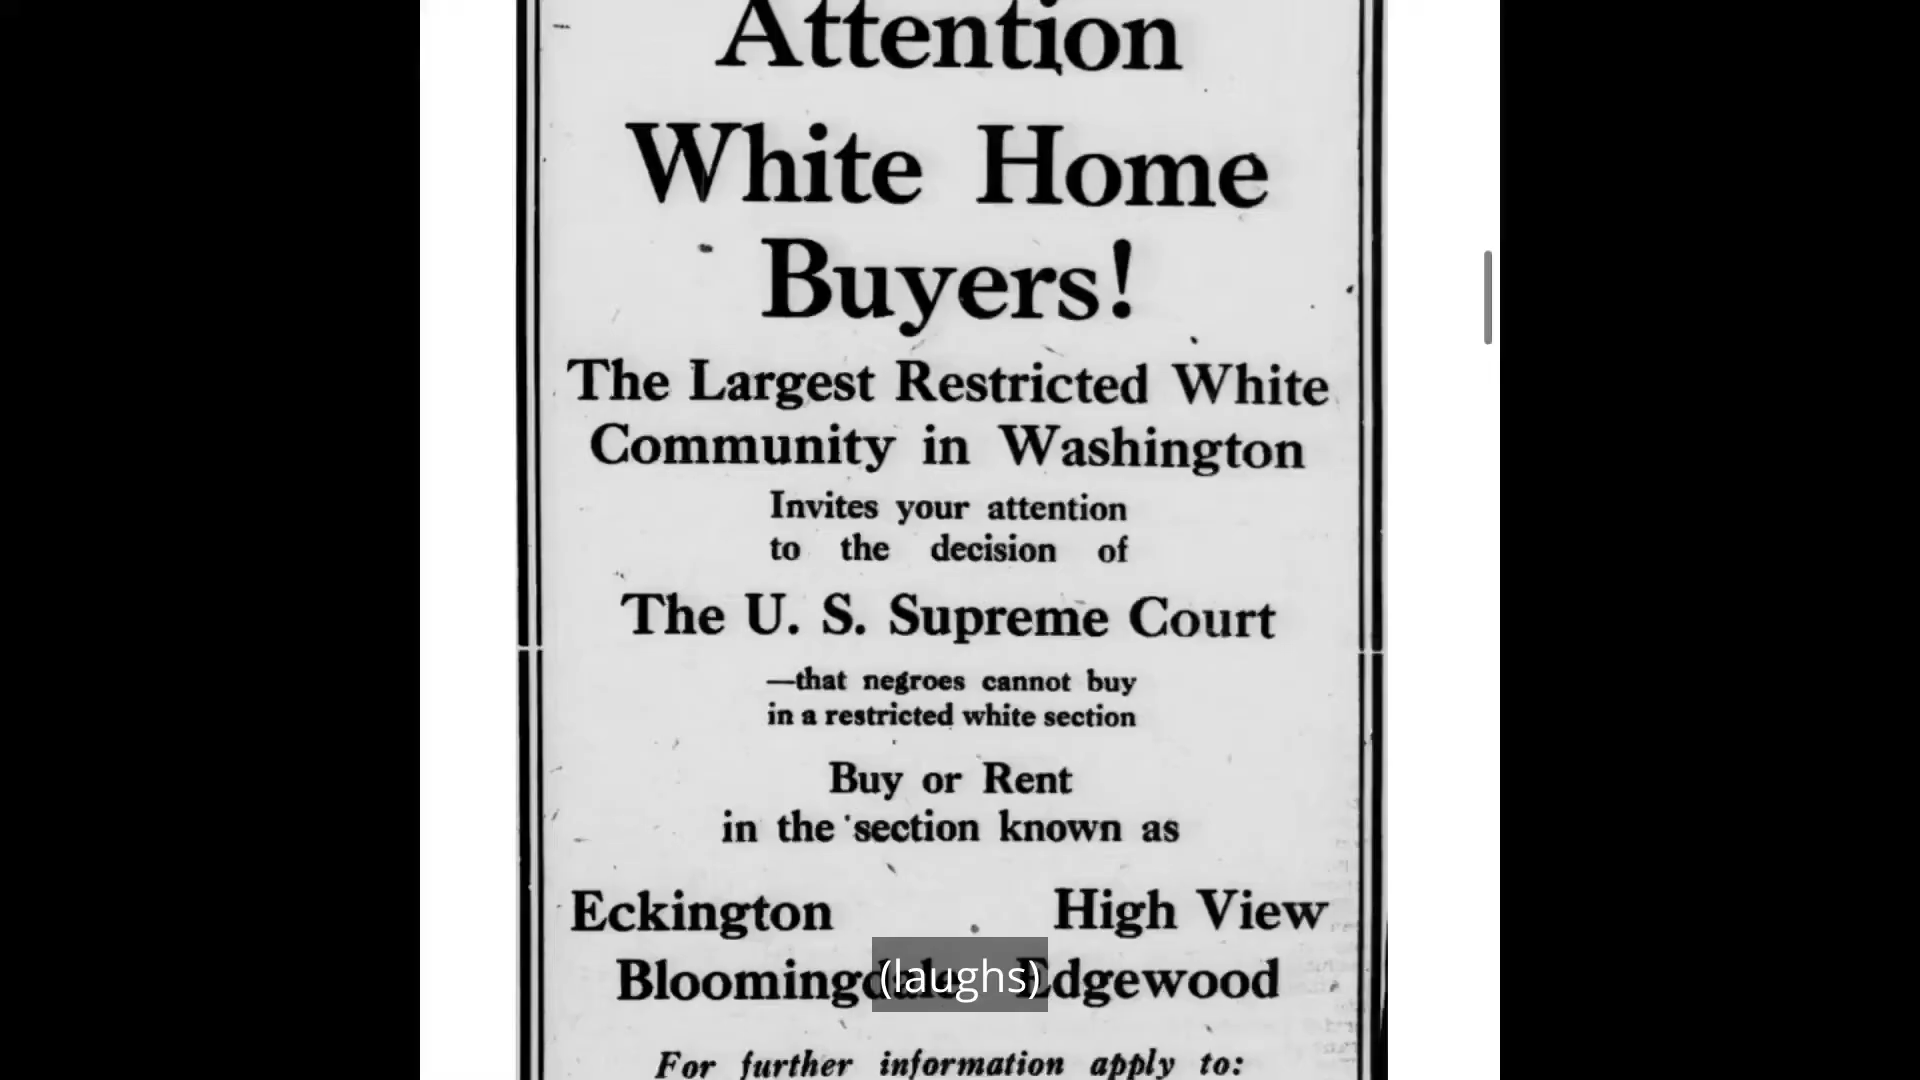 Attention
White Home
Buyers!
The Largest Restricted White
Community in Washington
Invites your attention
to the decision of
The U. S. Supreme Court
—that negroes cannot buy
in a restricted white section
Buy or Rent
in the section known as
Eckington High View
Bloomingdale Edgewood
(laughs)
For further information apply to: